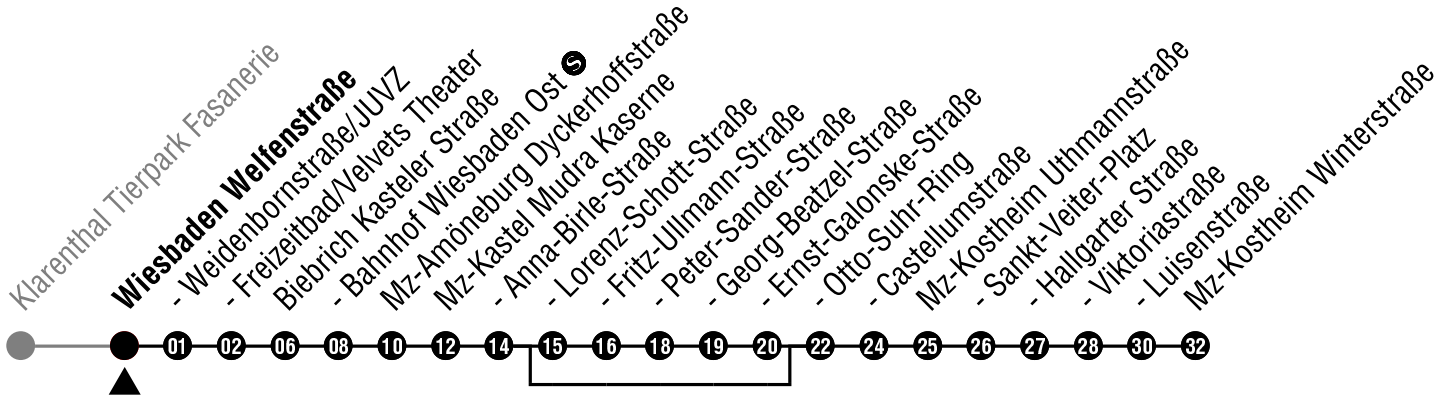 Klarenthal Tierpark Fasanerie
Wiesbaden Welfenstraße
- Weidenbornstraße/JUVZ
- Freizeitbad/Velvets Theater
Biebrich Kasteler Straße
- Bahnhof Wiesbaden Ost S
Mz-Amöneburg Dyckerhoffstraße
Mz-Kastel Mudra Kaserne
- Anna-Birle-Straße
- Lorenz-Schott-Straße
- Fritz-Ullmann-Straße
- Peter-Sander-Straße
- Georg-Beatzel-Straße
- Ernst-Galonske-Straße
- Otto-Suhr-Ring
- Castellumstraße
Mz-Kostheim Uthmannstraße
- Sankt-Veiter-Platz
- Hallgarter Straße
- Viktoriastraße
- Luisenstraße
Mz-Kostheim Winterstraße
01 02 06 08 10 12 14 15 16 18 19 20 22 24 25 26 27 28 30 32